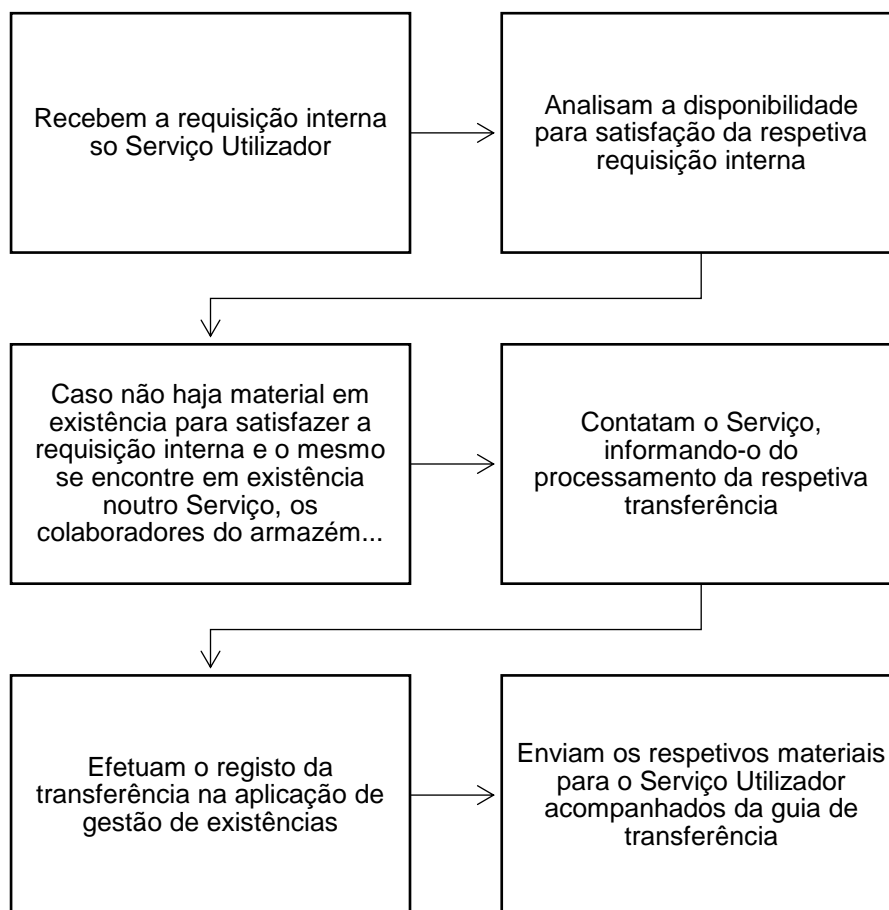 Recebem a requisição interna
so Serviço Utilizador
Analisam a disponibilidade
para satisfação da respetiva
requisição interna
Caso não haja material em
existência para satisfazer a
requisição interna e o mesmo
se encontre em existência
noutro Serviço, os
colaboradores do armazém...
Contatam o Serviço,
informando-o do
processamento da respetiva
transferência
Efetuam o registo da
transferência na aplicação de
gestão de existências
Enviam os respetivos materiais
para o Serviço Utilizador
acompanhados da guia de
transferência